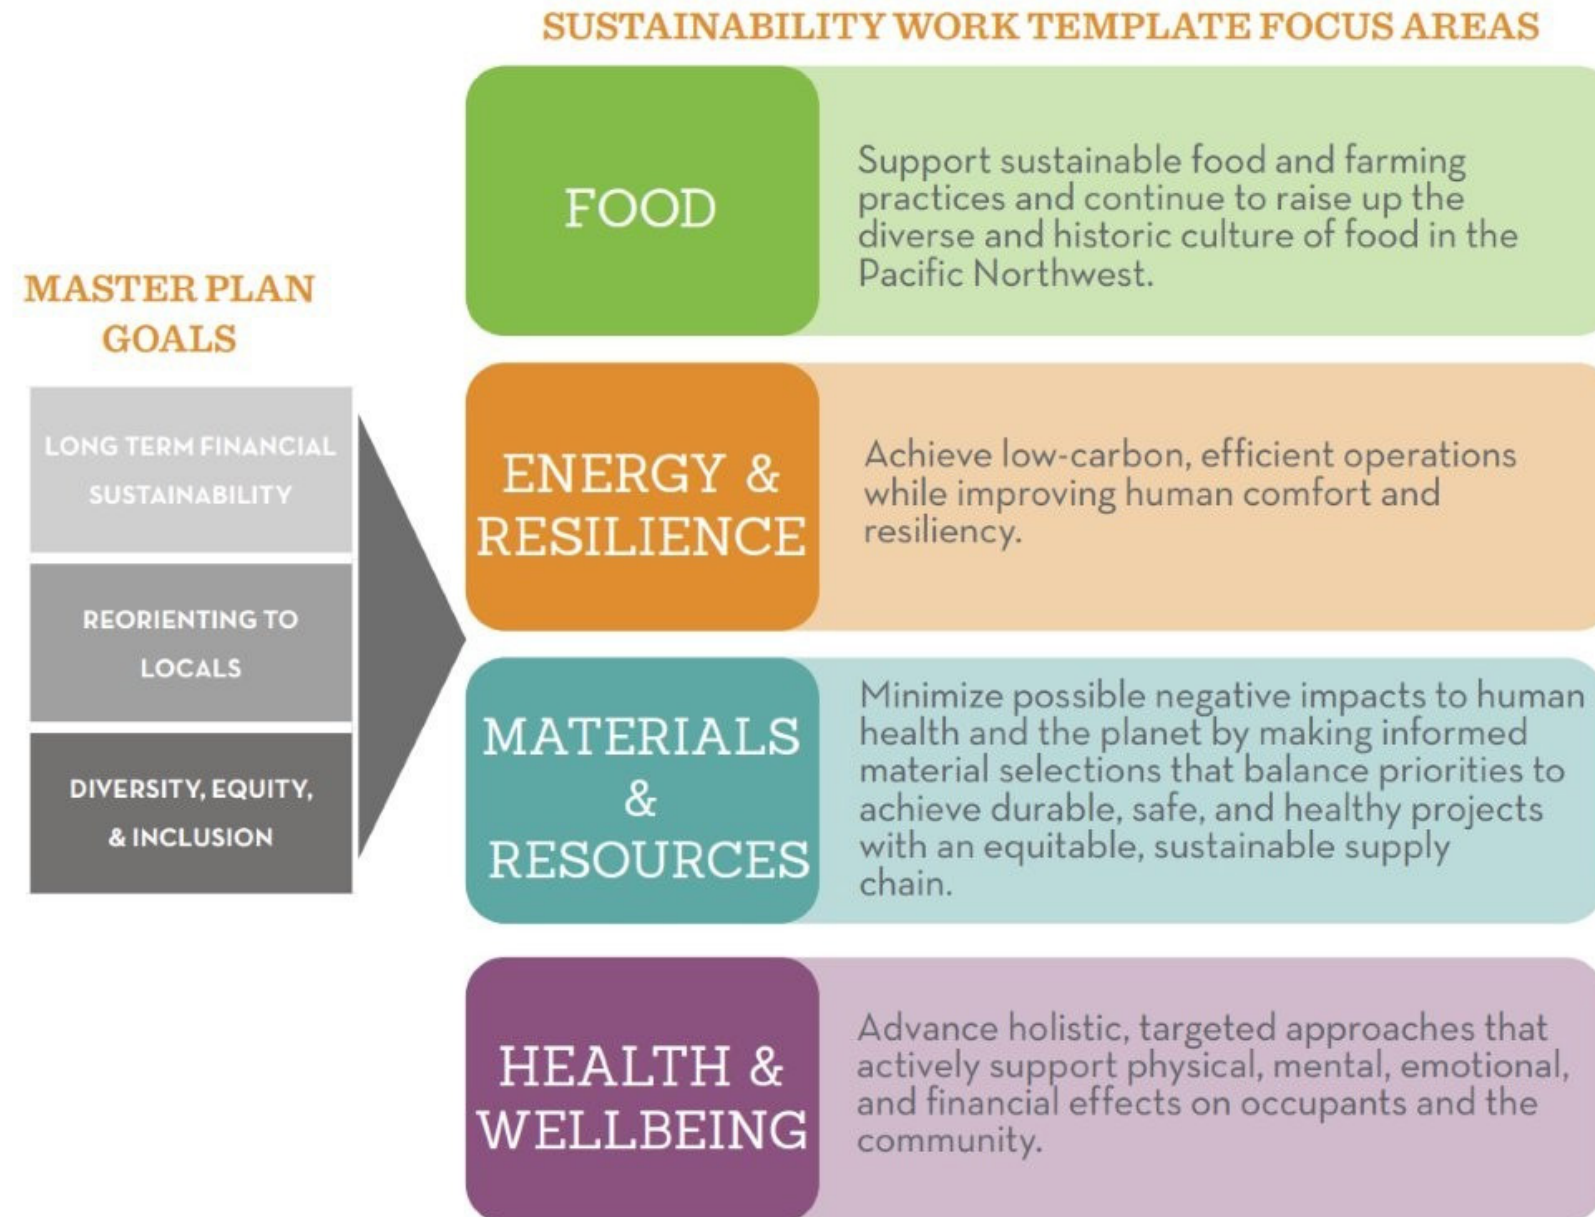 SUSTAINABILITY WORK TEMPLATE FOCUS AREAS
MASTER PLAN
GOALS
LONG TERM FINANCIAL
SUSTAINABILITY
REORIENTING TO
LOCALS
DIVERSITY, EQUITY,
& INCLUSION
FOOD
Support sustainable food and farming
practices and continue to raise up the
diverse and historic culture of food in the
Pacific Northwest.
ENERGY &
RESILIENCE
Achieve low-carbon, efficient operations
while improving human comfort and
resiliency.
MATERIALS
&
RESOURCES
Minimize possible negative impacts to human
health and the planet by making informed
material selections that balance priorities to
achieve durable, safe, and healthy projects
with an equitable, sustainable supply
chain.
HEALTH &
WELLBEING
Advance holistic, targeted approaches that
actively support physical, mental, emotional,
and financial effects on occupants and the
community.